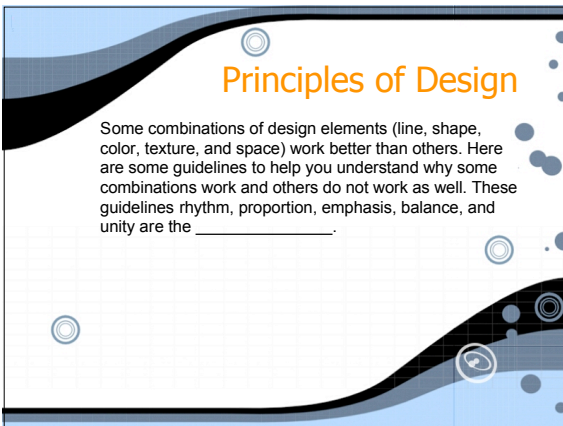 Principles of Design
Some combinations of design elements (line, shape,
color, texture, and space) work better than others. Here
are some guidelines to help you understand why some
combinations work and others do not work as well. These
guidelines rhythm, proportion, emphasis, balance, and
unity are the ________________.